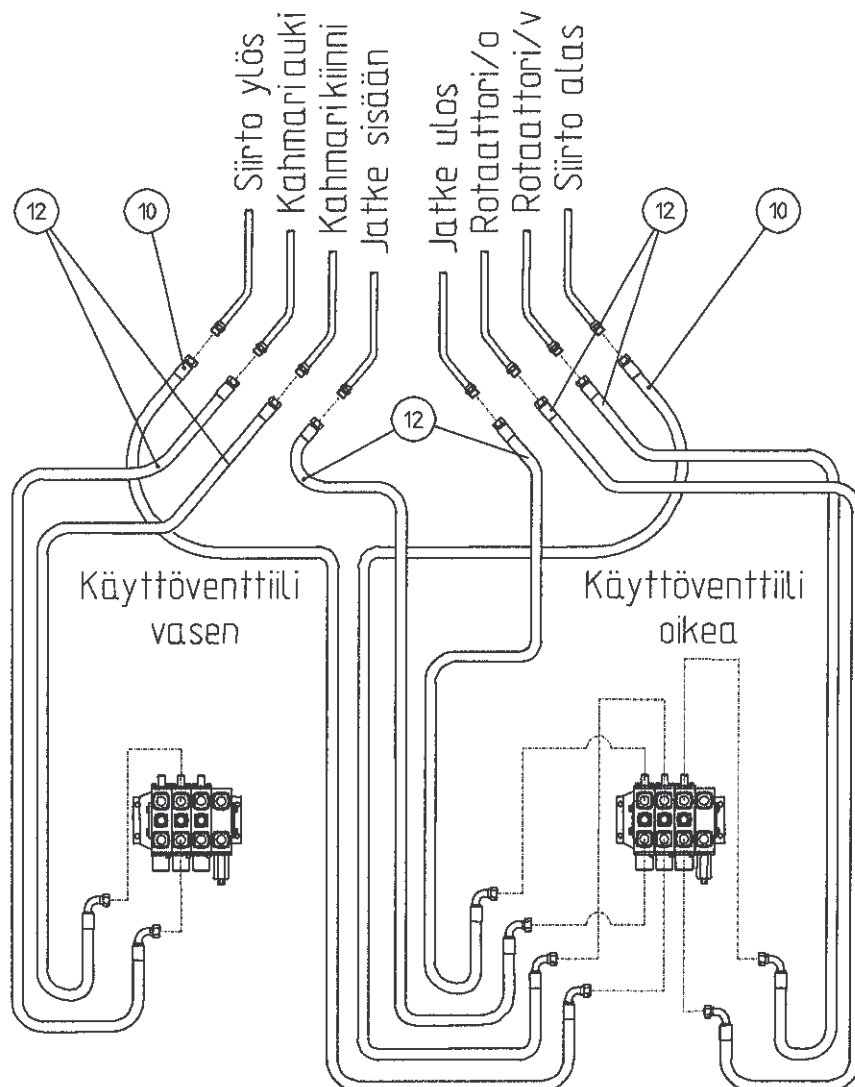 Siirto ylös
Kahmari auki
Kahmari kiinni
Jatke sisään
Jatke ulos
Rotaattori/o
Rotaattori/v
Siirto alas
12
10
12
10
12
Käyttöventtiili
vasen
Käyttöventtiili
oikea